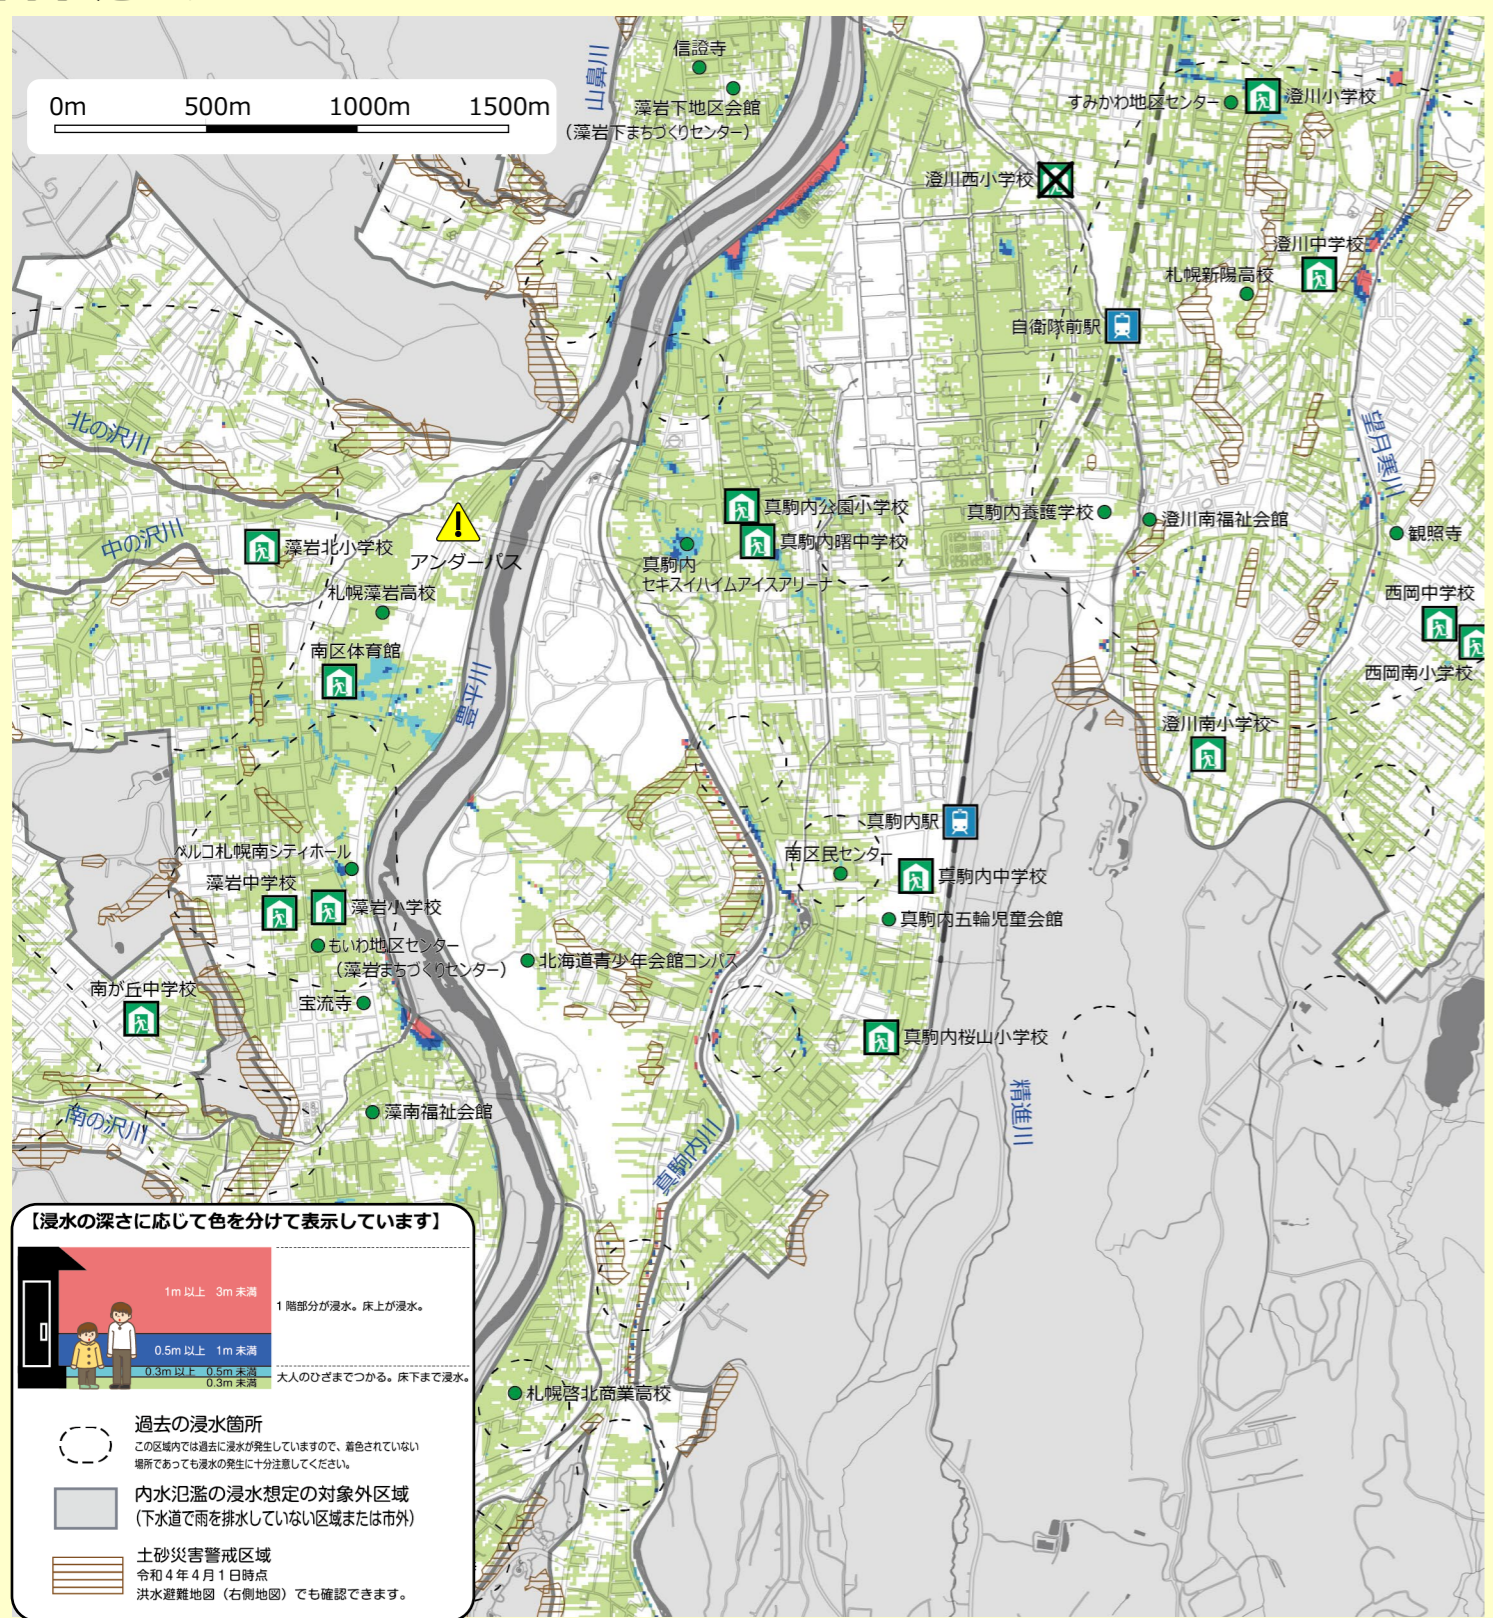 0m 500m 1000m 1500m
山鼻川
信證寺
藻岩下地区会館
（藻岩下まちづくりセンター）
すみかわ地区センター
澄川小学校
澄川西小学校
澄川中学校
札幌新陽高校
自衛隊前駅
北の沢川
望月寒川
中の沢川
藻岩北小学校
アンダーパス
真駒内公園小学校
真駒内曙中学校
真駒内
セキスイハイムアイスアリーナ
真駒内養護学校
澄川南福祉会館
観照寺
札幌藻岩高校
西岡中学校
南区体育館
西岡南小学校
豊平川
澄川南小学校
真駒内駅
ベルコ札幌南シティホール
南区民センター
藻岩中学校
真駒内中学校
藻岩小学校
真駒内五輪児童会館
もいわ地区センター
（藻岩まちづくりセンター）
北海道青少年会館コンパス
南が丘中学校
宝流寺
真駒内桜山小学校
南の沢川
藻南福祉会館
精進川
真駒内川
札幌啓北商業高校
【浸水の深さに応じて色を分けて表示しています】
1m 以上 3m 未満
1 階部分が浸水。床上が浸水。
0.5m 以上 1m 未満
0.3m 以上 0.5m 未満
0.3m 未満
大人のひざまでつかる。床下まで浸水。
過去の浸水箇所
この区域内では過去に浸水が発生していますので、着色されていない
場所であっても浸水の発生に十分注意してください。
内水氾濫の浸水想定の対象外区域
（下水道で雨を排水していない区域または市外）
土砂災害警戒区域
令和４年４月１日時点
洪水避難地図（右側地図）でも確認できます。